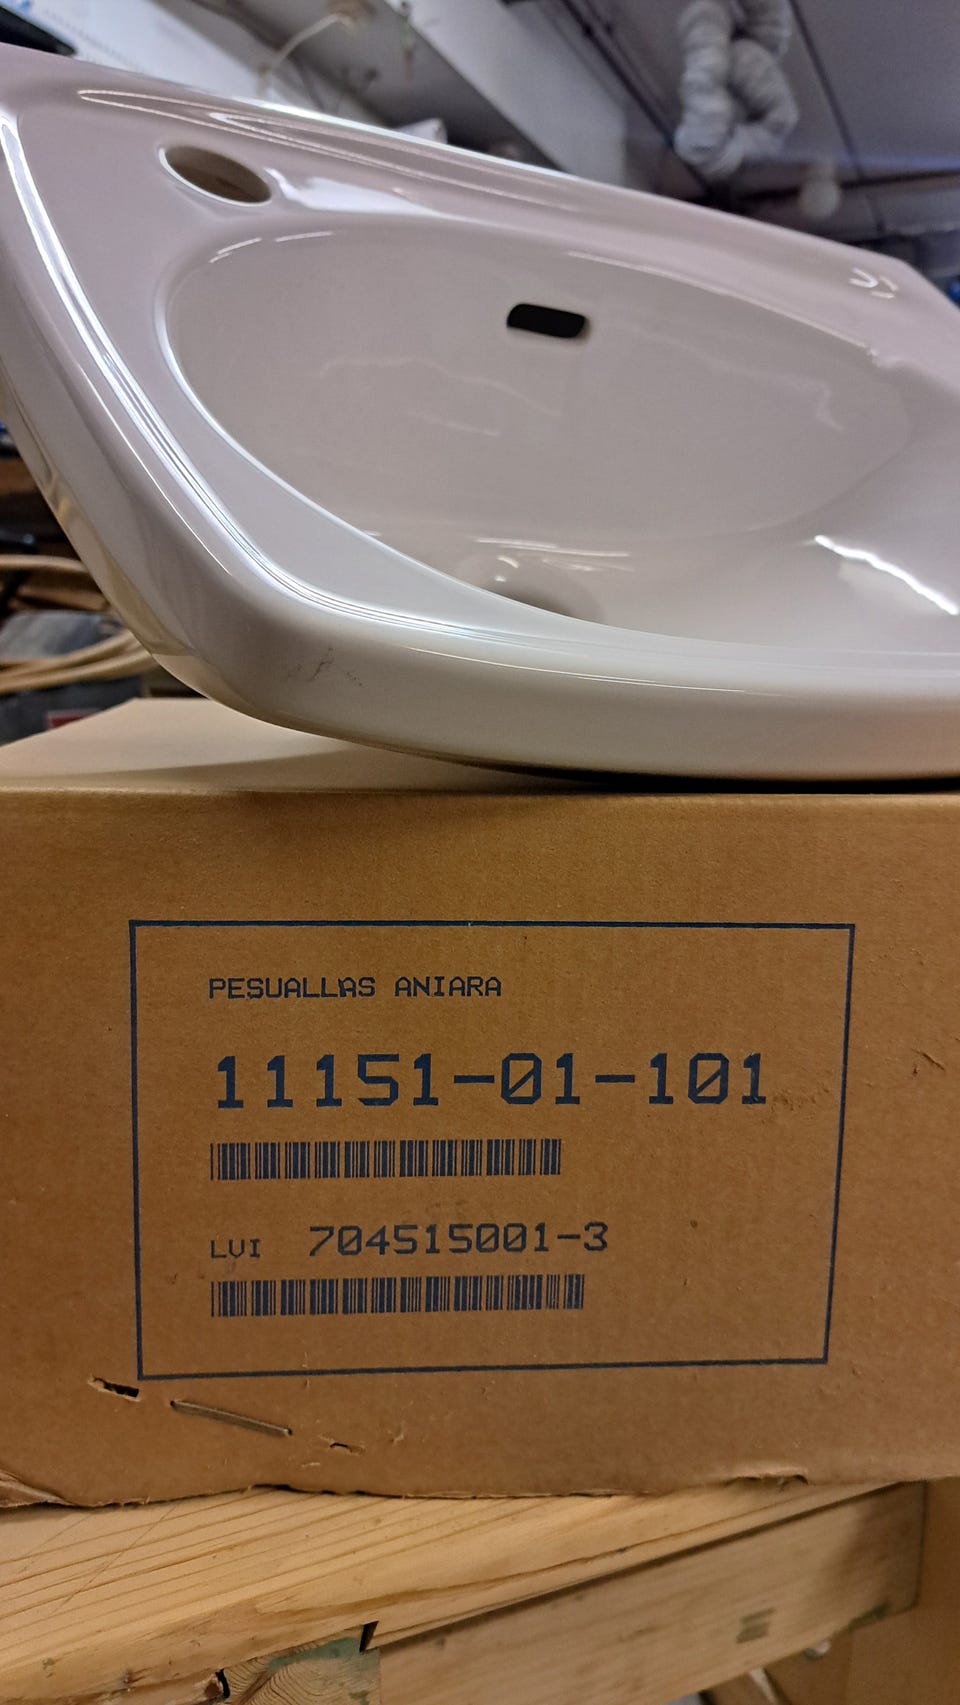 PESUALLAS ANIARA
11151-01-101
LVI 704515001-3